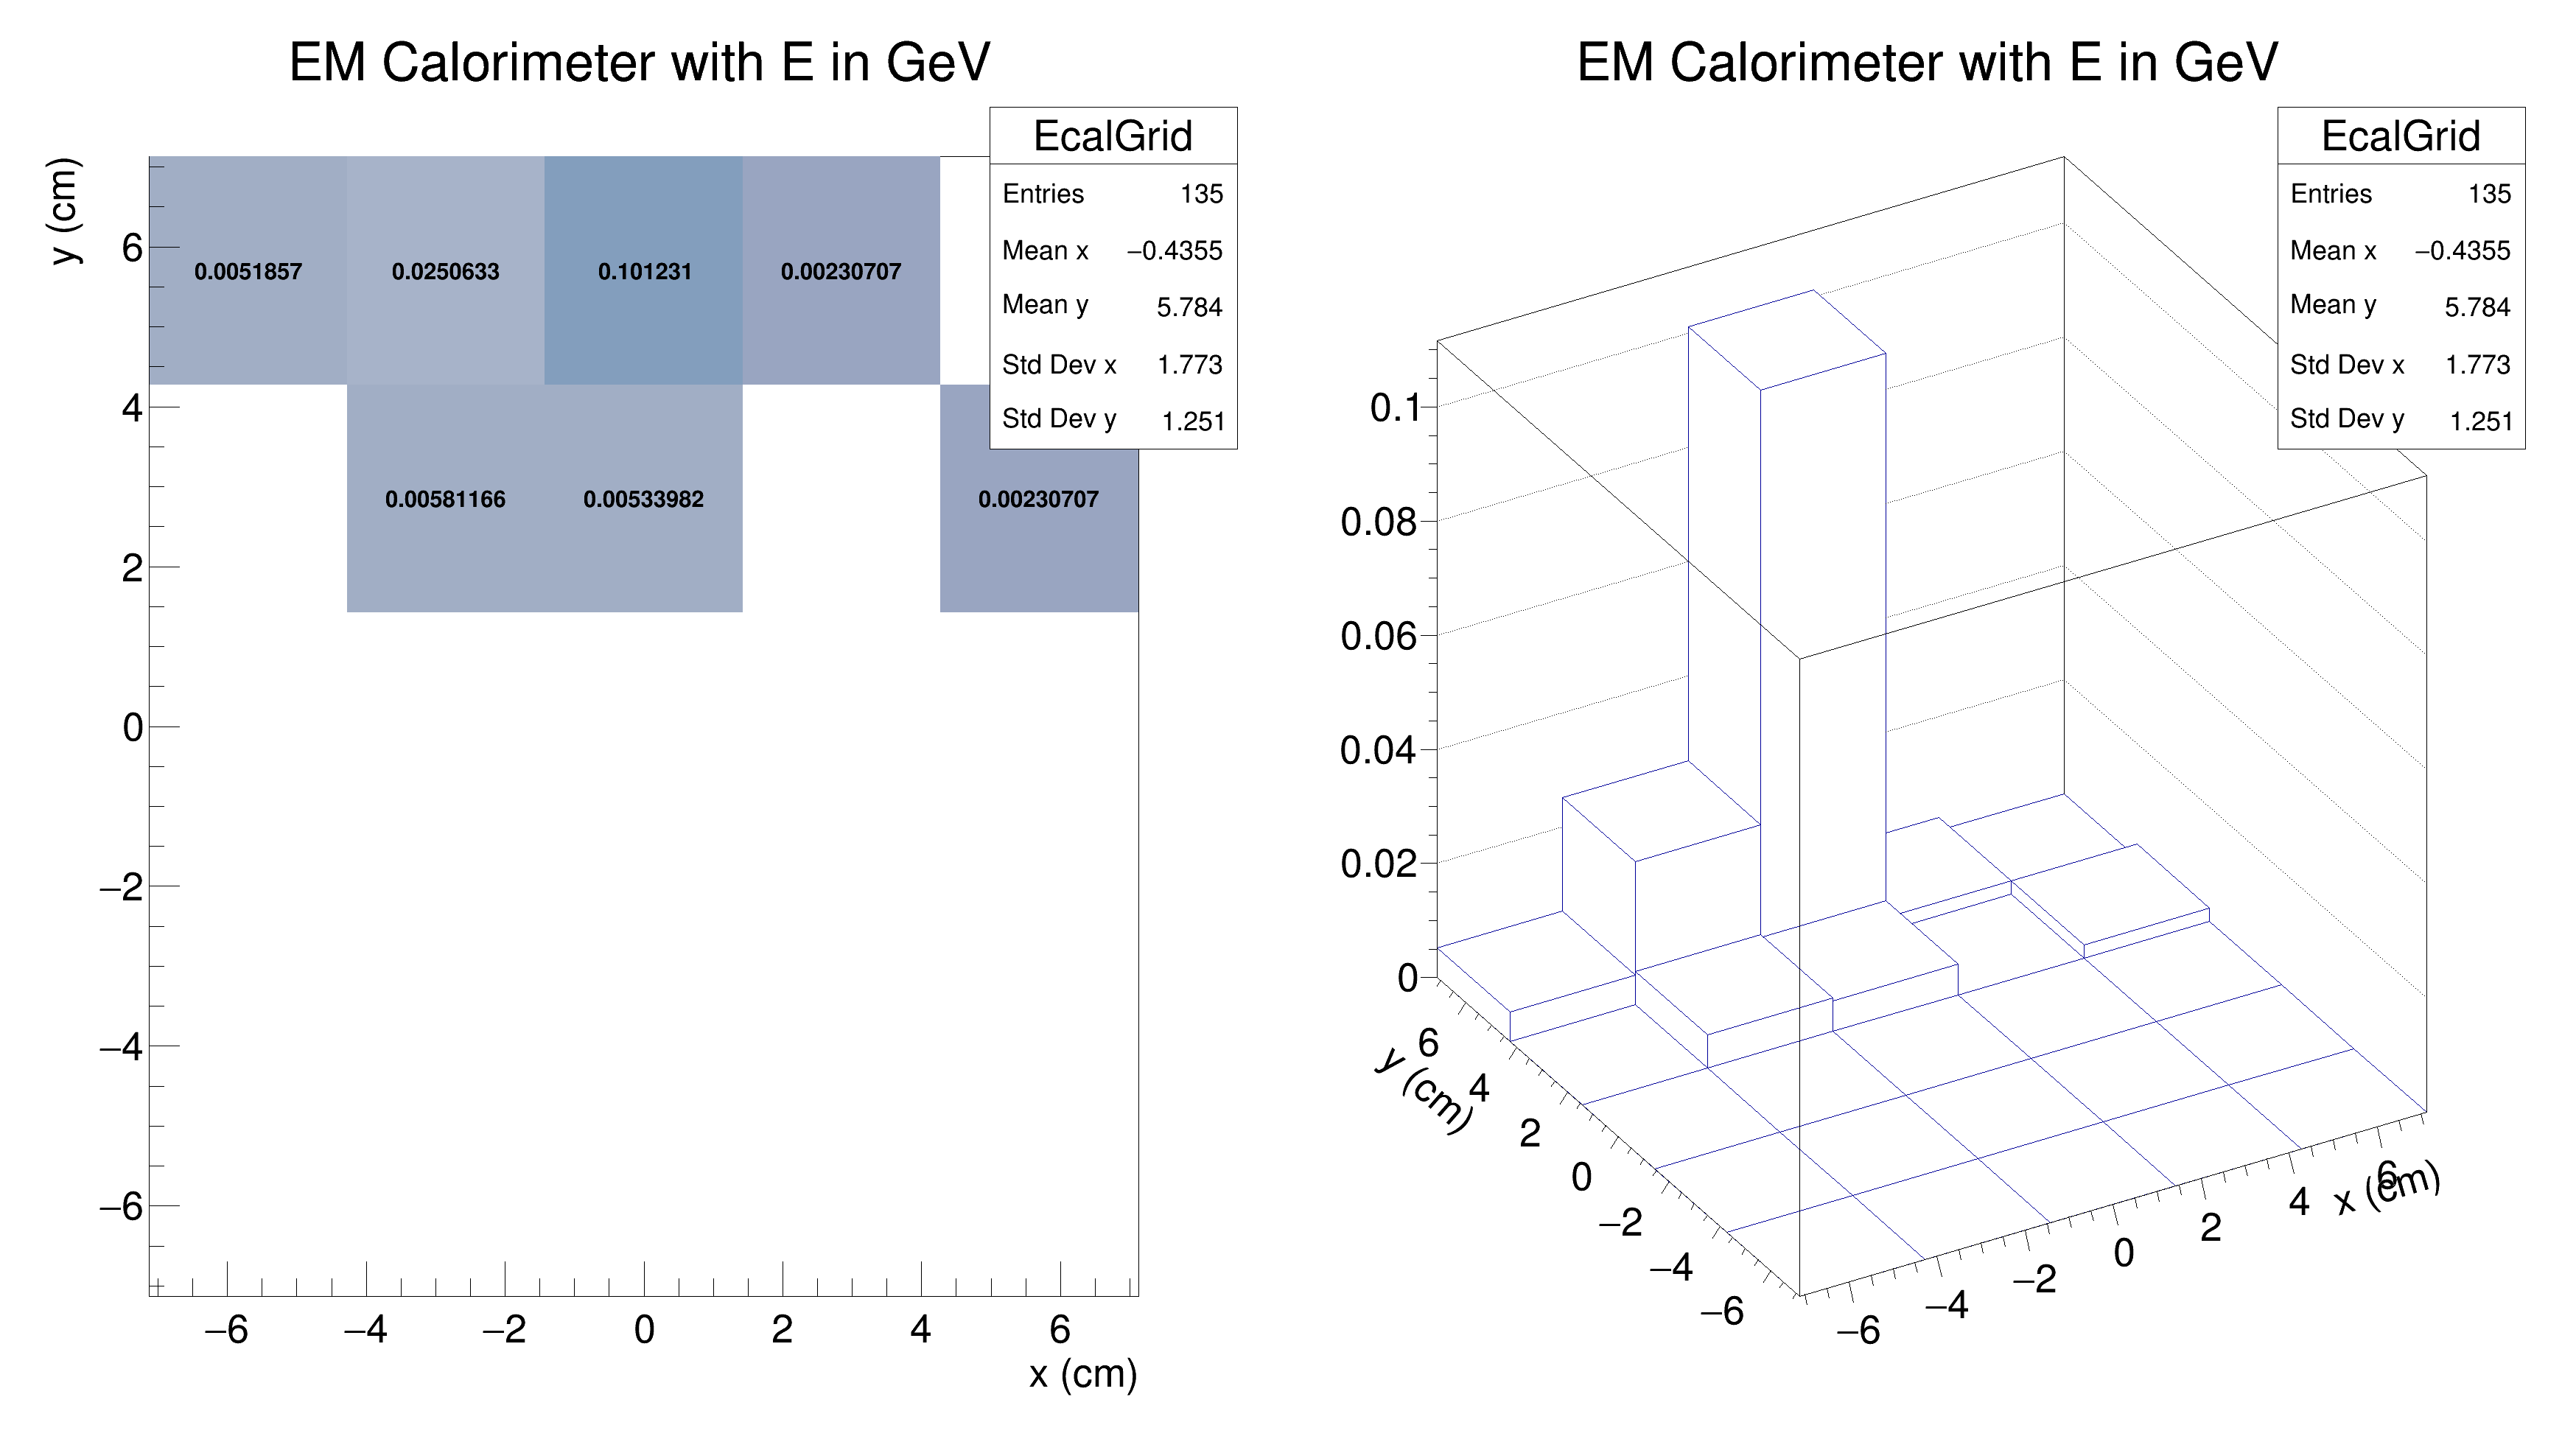 EM Calorimeter with E in GeV
EcalGrid
Entries 135
Mean x −0.4355
Mean y 5.784
Std Dev x 1.773
Std Dev y 1.251
y (cm)
6
4
2
0
−2
−4
−6
0.0051857 0.0250633 0.101231 0.00230707
0.00581166 0.00533982 0.00230707
−6 −4 −2 0 2 4 6
x (cm)
EM Calorimeter with E in GeV
EcalGrid
Entries 135
Mean x −0.4355
Mean y 5.784
Std Dev x 1.773
Std Dev y 1.251
0.1
0.08
0.06
0.04
0.02
0
6
4
2
0
−2
−4
−6
y (cm)
−6 −4 −2 0 2 4 6
x (cm)